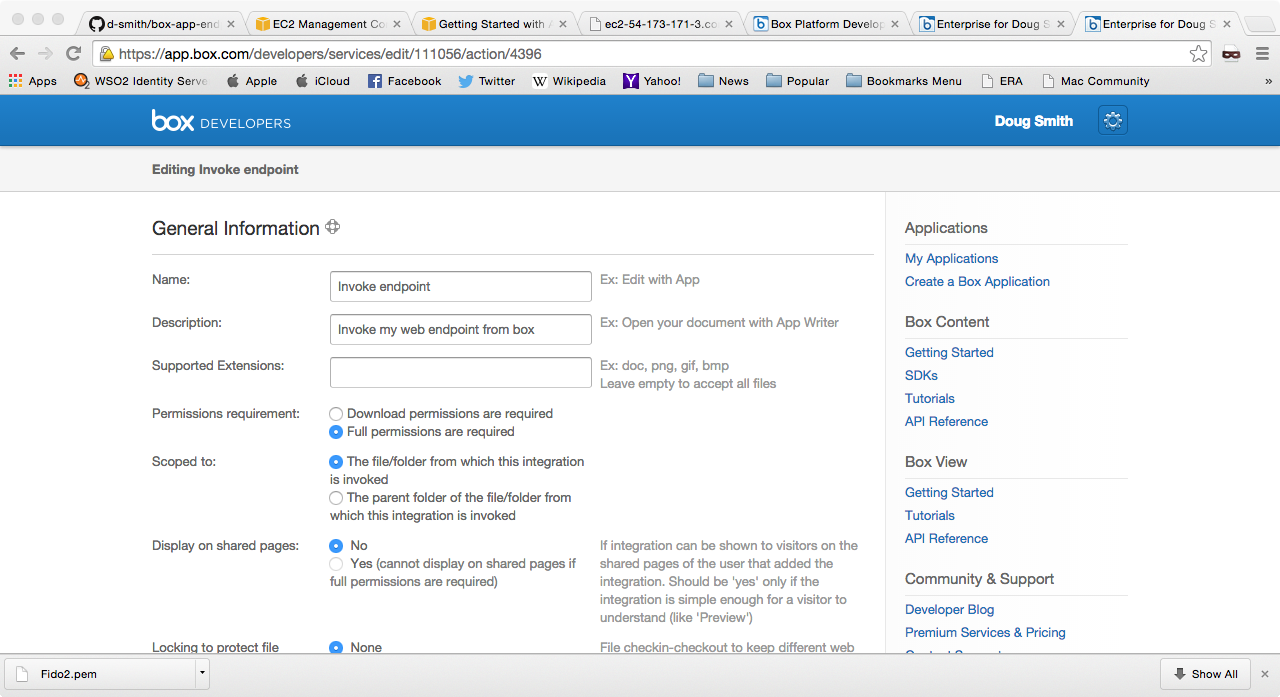 d-smith/box-app-end
EC2 Management Co
Getting Started with A
ec2-54-173-171-3.co
Box Platform Develop
Enterprise for Doug S
Enterprise for Doug S
https://app.box.com/developers/services/edit/111056/action/4396
Apps
WSO2 Identity Serve
Apple
iCloud
Facebook
Twitter
W Wikipedia
Yahoo!
News
Popular
Bookmarks Menu
ERA
Mac Community
»
box DEVELOPERS
Doug Smith
Editing Invoke endpoint
General Information
Name:
Invoke endpoint
Ex: Edit with App
Description:
Invoke my web endpoint from box
Ex: Open your document with App Writer
Supported Extensions:
Ex: doc, png, gif, bmp
Leave empty to accept all files
Permissions requirement:
Download permissions are required
Full permissions are required
Scoped to:
The file/folder from which this integration
is invoked
The parent folder of the file/folder from
which this integration is invoked
Display on shared pages:
No
Yes (cannot display on shared pages if
full permissions are required)
If integration can be shown to visitors on the
shared pages of the user that added the
integration. Should be 'yes' only if the
integration is simple enough for a visitor to
understand (like 'Preview')
Locking to protect file
None
File checkin-checkout to keep different web
Applications
My Applications
Create a Box Application
Box Content
Getting Started
SDKs
Tutorials
API Reference
Box View
Getting Started
Tutorials
API Reference
Community & Support
Developer Blog
Premium Services & Pricing
Fido2.pem
Show All